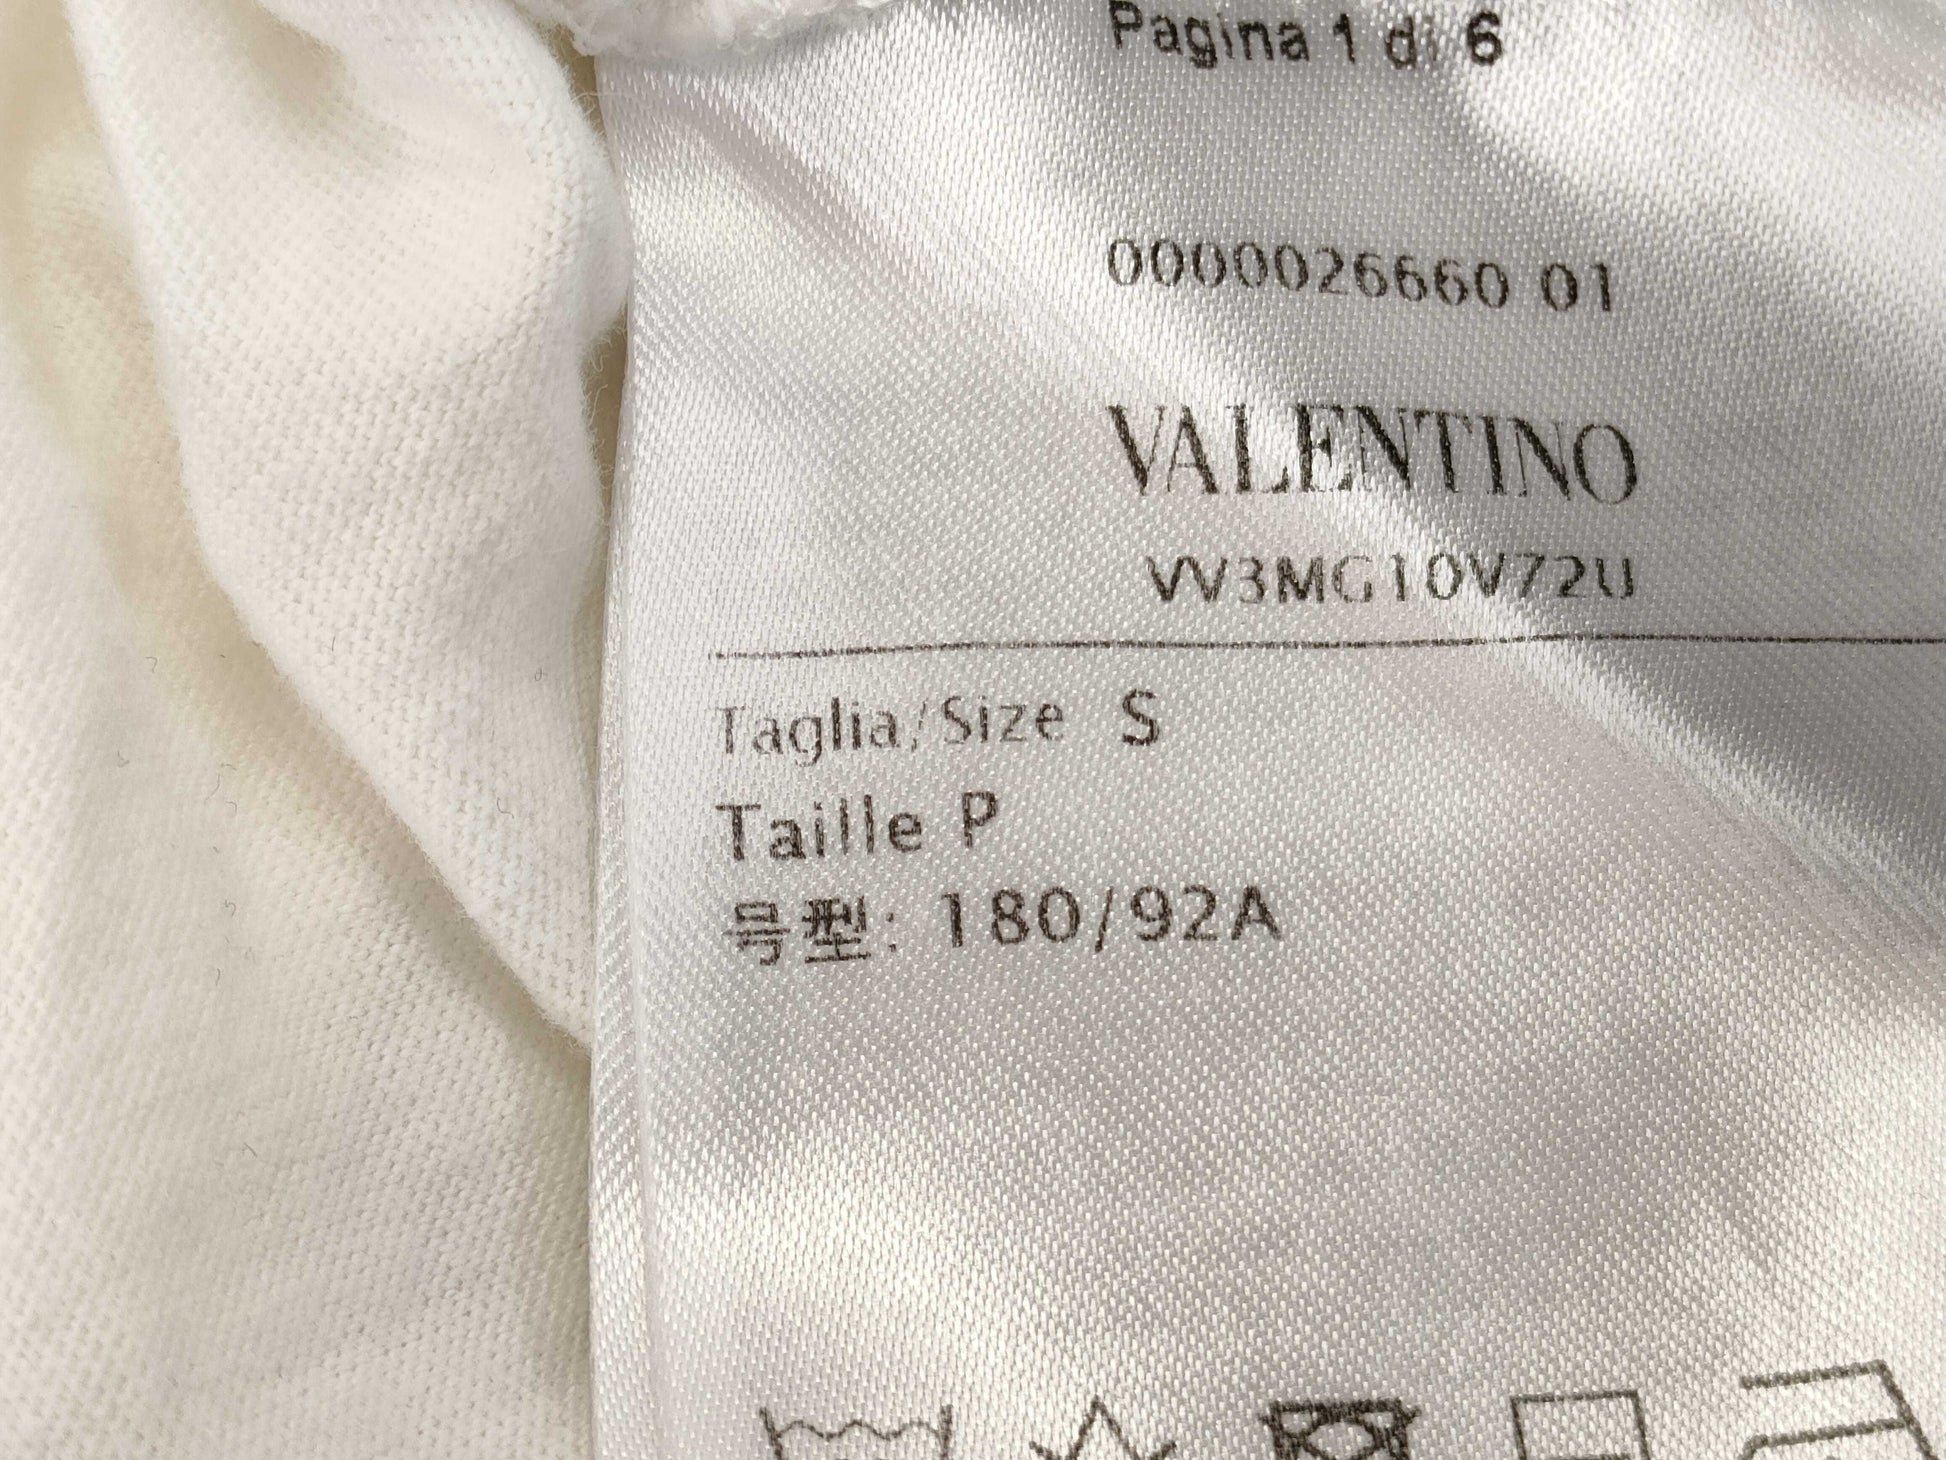 Pagina 1 di 6
0000026660 01
VALENTINO
VV3MG10V72U
Taglia/Size S
Taille P
号型: 180/92A